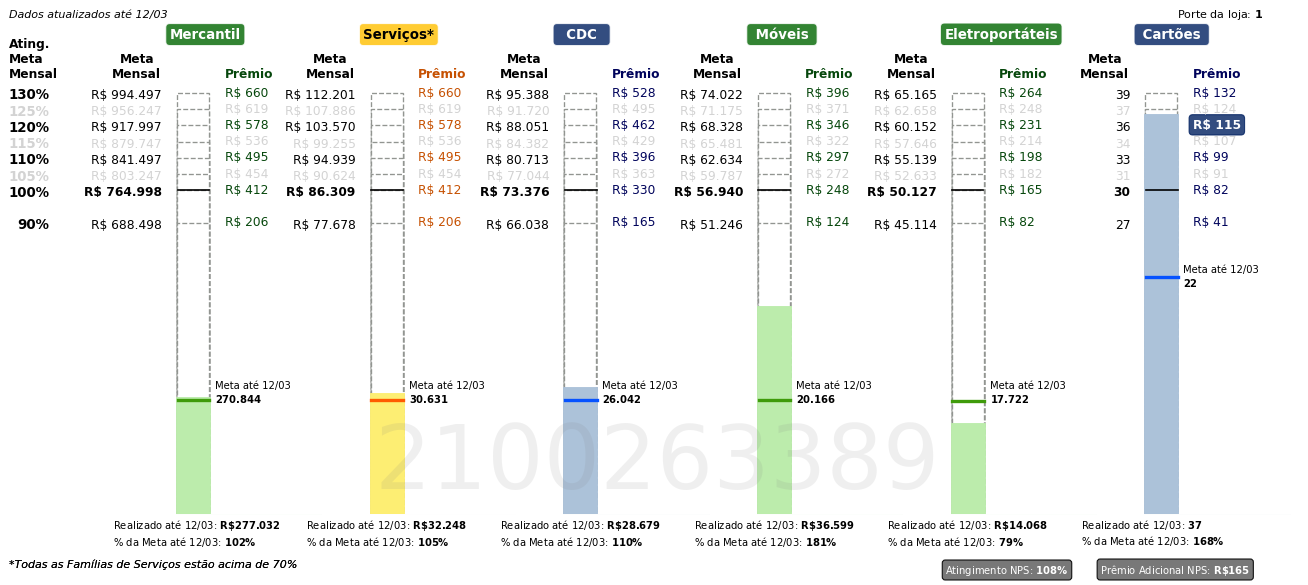 Dados atualizados até 12/03
Porte da loja: 1
Mercantil Serviços* CDC Móveis Eletroportáteis Cartões
Ating. Meta Mensal
Meta Mensal Prêmio Meta Mensal Prêmio Meta Mensal Prêmio Meta Mensal Prêmio Meta Mensal Prêmio Meta Mensal Prêmio
130% R$ 994.497 R$ 660 R$ 112.201 R$ 660 R$ 95.388 R$ 528 R$ 74.022 R$ 396 R$ 65.165 R$ 264 39 R$ 132
125% R$ 956.247 R$ 619 R$ 107.886 R$ 619 R$ 91.720 R$ 495 R$ 71.175 R$ 371 R$ 62.658 R$ 248 37 R$ 124
120% R$ 917.997 R$ 578 R$ 103.570 R$ 578 R$ 88.051 R$ 462 R$ 68.328 R$ 346 R$ 60.152 R$ 231 36 R$ 115
115% R$ 879.747 R$ 536 R$ 99.255 R$ 536 R$ 84.382 R$ 429 R$ 65.481 R$ 322 R$ 57.646 R$ 214 34 R$ 107
110% R$ 841.497 R$ 495 R$ 94.939 R$ 495 R$ 80.713 R$ 396 R$ 62.634 R$ 297 R$ 55.139 R$ 198 33 R$ 99
105% R$ 803.247 R$ 454 R$ 90.624 R$ 454 R$ 77.044 R$ 363 R$ 59.787 R$ 272 R$ 52.633 R$ 182 31 R$ 91
100% R$ 764.998 R$ 412 R$ 86.309 R$ 412 R$ 73.376 R$ 330 R$ 56.940 R$ 248 R$ 50.127 R$ 165 30 R$ 82
90% R$ 688.498 R$ 206 R$ 77.678 R$ 206 R$ 66.038 R$ 165 R$ 51.246 R$ 124 R$ 45.114 R$ 82 27 R$ 41
Meta até 12/03
22
Meta até 12/03 Meta até 12/03 Meta até 12/03 Meta até 12/03 Meta até 12/03
270.844 30.631 26.042 20.166 17.722
2100263389
Realizado até 12/03: R$277.032 Realizado até 12/03: R$32.248 Realizado até 12/03: R$28.679 Realizado até 12/03: R$36.599 Realizado até 12/03: R$14.068 Realizado até 12/03: 37
% da Meta até 12/03: 102% % da Meta até 12/03: 105% % da Meta até 12/03: 110% % da Meta até 12/03: 181% % da Meta até 12/03: 79% % da Meta até 12/03: 168%
*Todas as Famílias de Serviços estão acima de 70%
Atingimento NPS: 108% Prêmio Adicional NPS: R$165